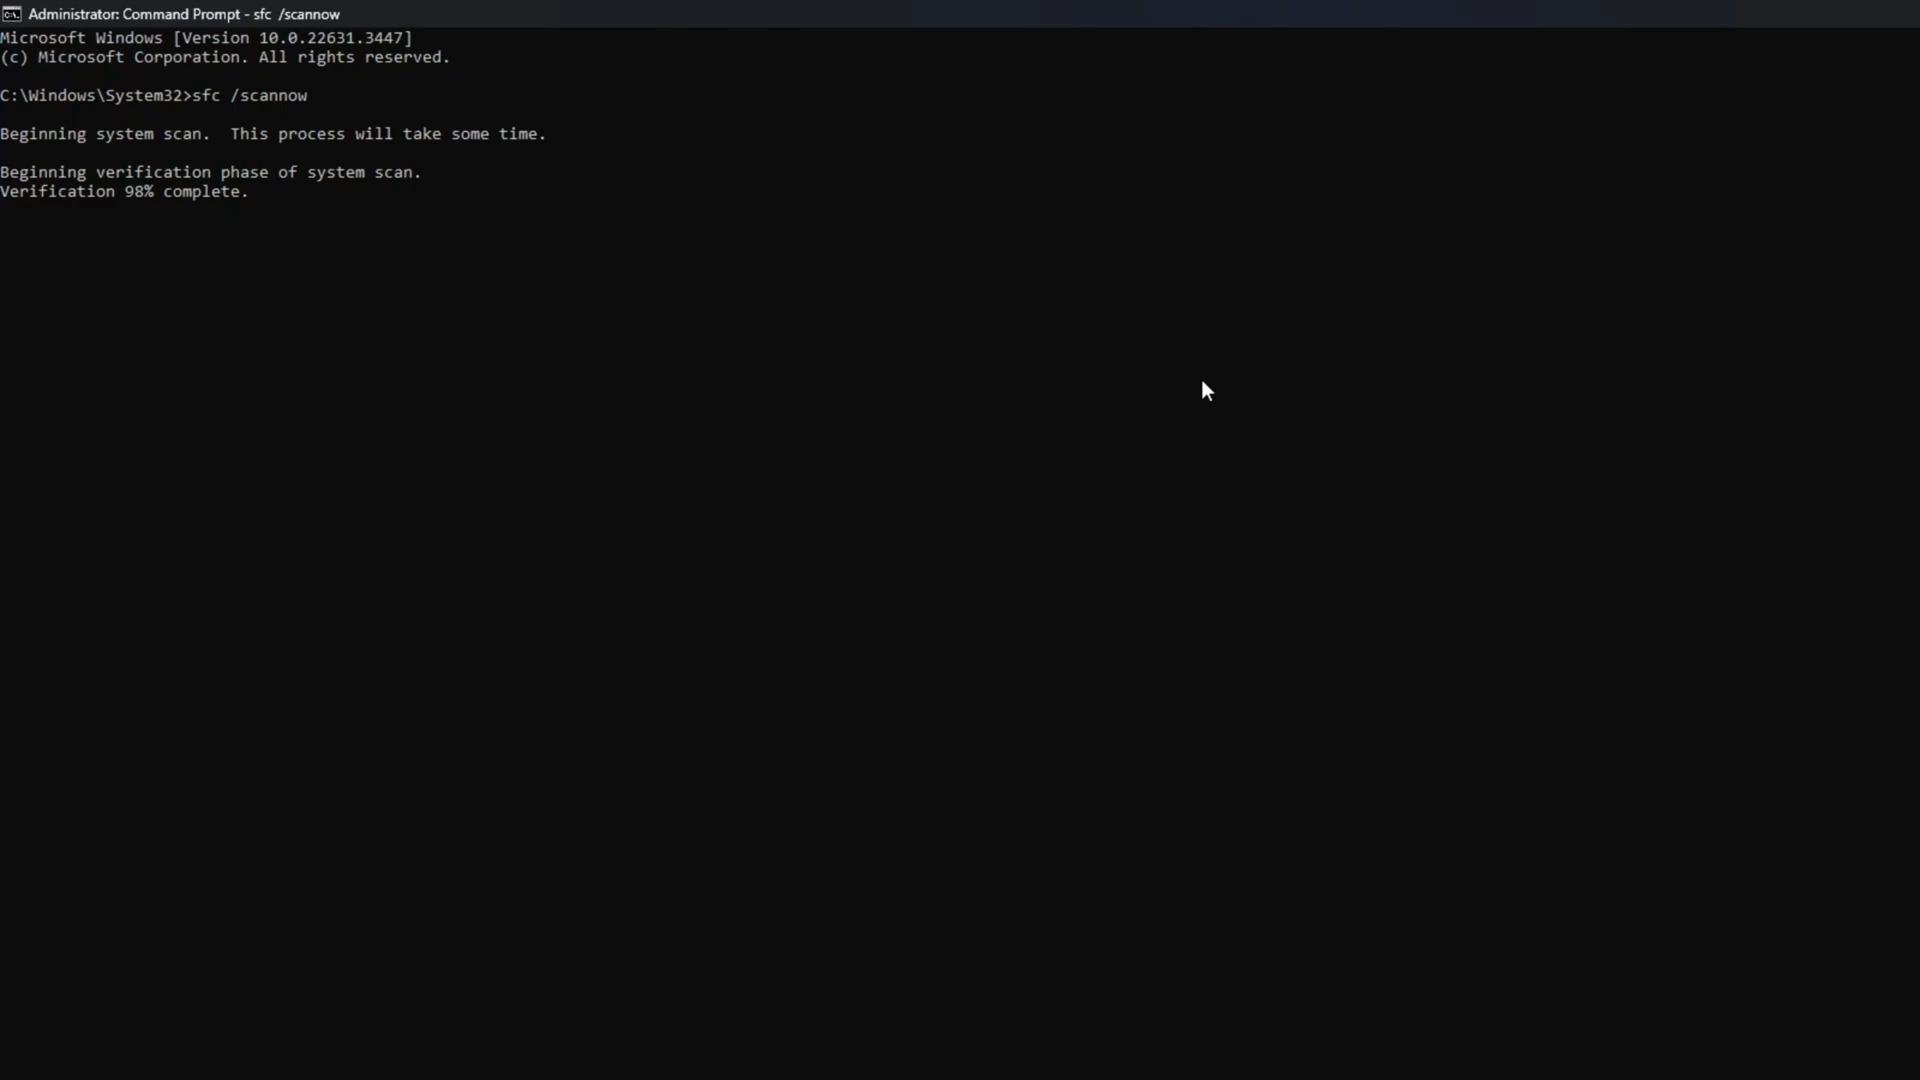 Administrator: Command Prompt - sfc  /scannow
Microsoft Windows [Version 10.0.22631.3447]
(c) Microsoft Corporation. All rights reserved.
C:\Windows\System32>sfc /scannow
Beginning system scan.  This process will take some time.
Beginning verification phase of system scan.
Verification 98% complete.